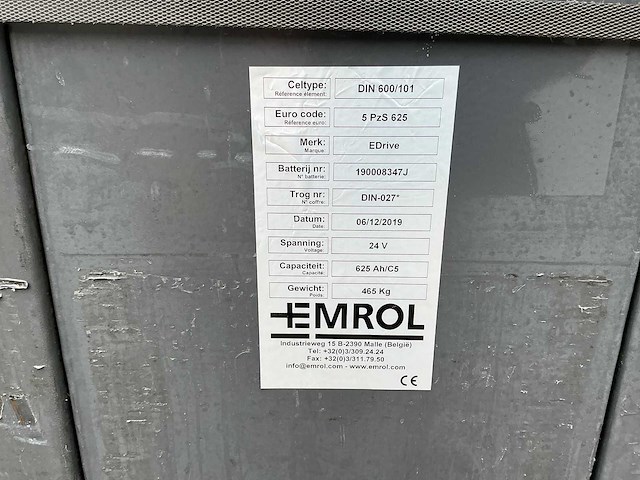 Celtype: DIN 600/101
Réference élement:
Euro code: 5 PzS 625
Réference euro:
Merk: EDrive
Marque:
Batterij nr: 190008347J
N° batterie:
Trog nr: DIN-027*
N° coffre:
Datum: 06/12/2019
Date:
Spanning: 24 V
Voltage:
Capaciteit: 625 Ah/C5
Capacité:
Gewicht: 465 Kg
Poids:
EMROL
Industrieweg 15 B-2390 Malle (België)
Tel: +32(0)3/309.24.24
Fax: +32(0)3/311.79.50
info@emrol.com - www.emrol.com
CE